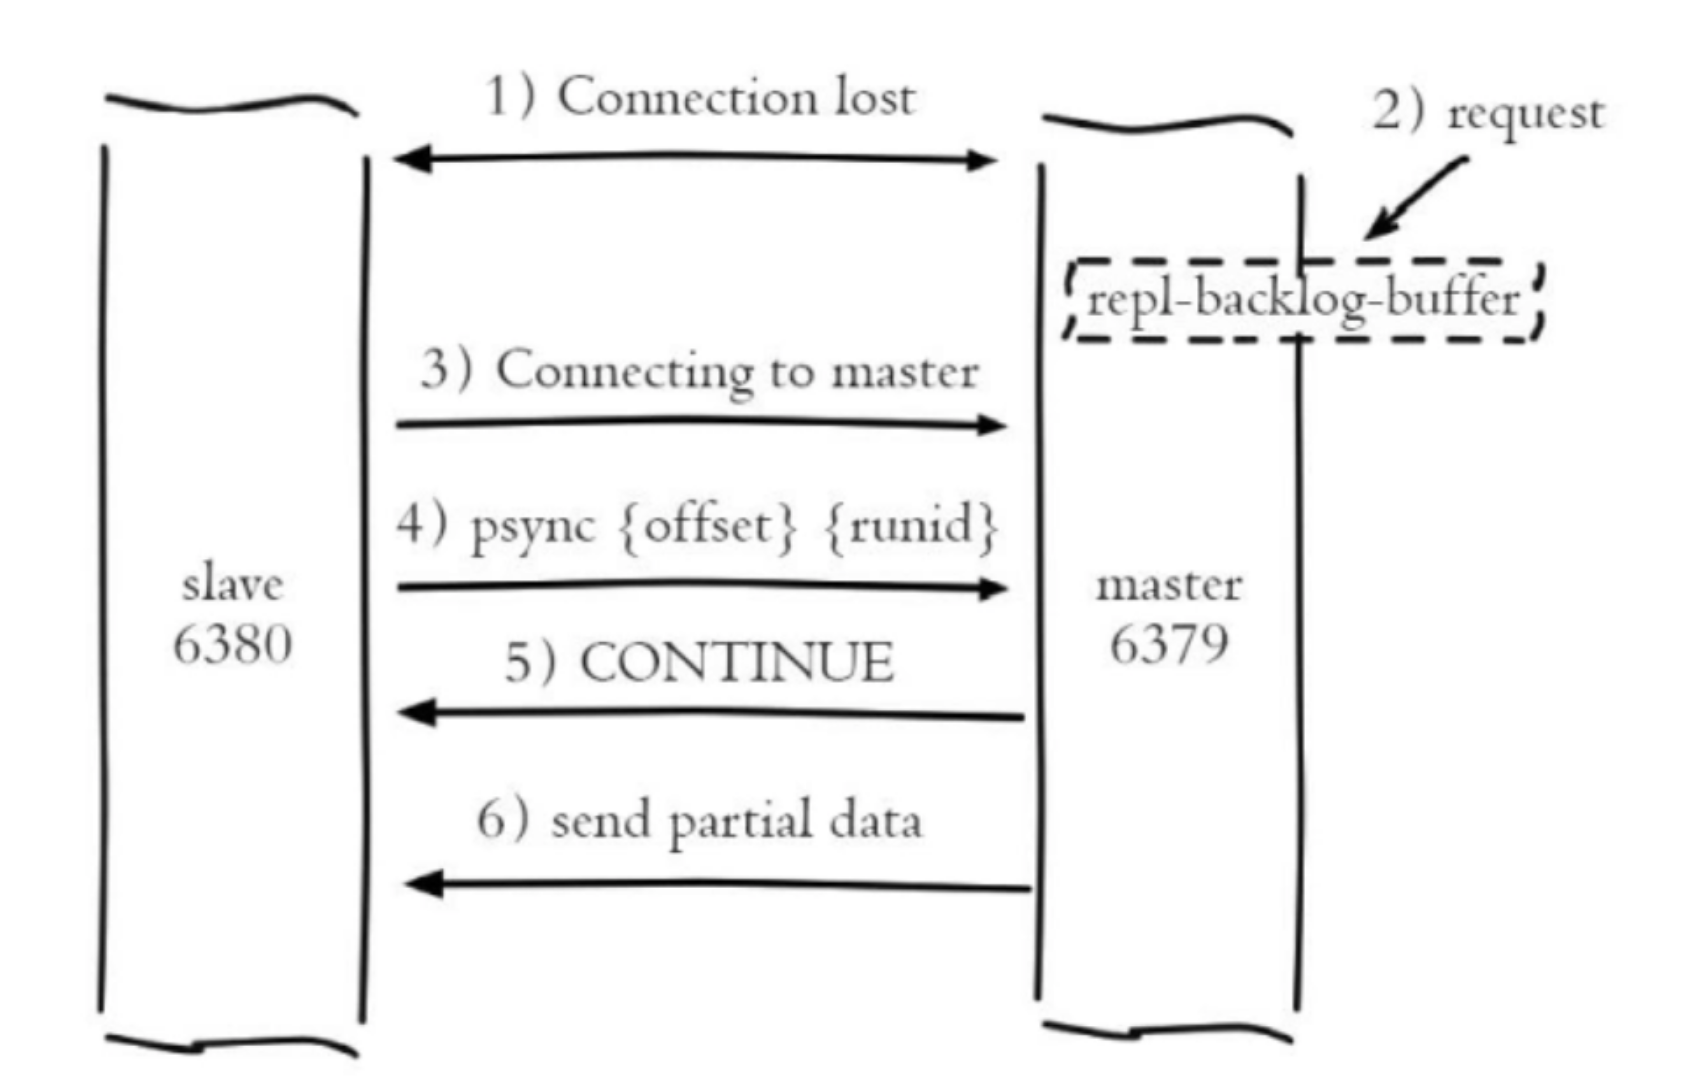 1) Connection lost
2) request
repl-backlog-buffer
3) Connecting to master
4) psync {offset} {runid}
slave
6380
master
6379
5) CONTINUE
6) send partial data